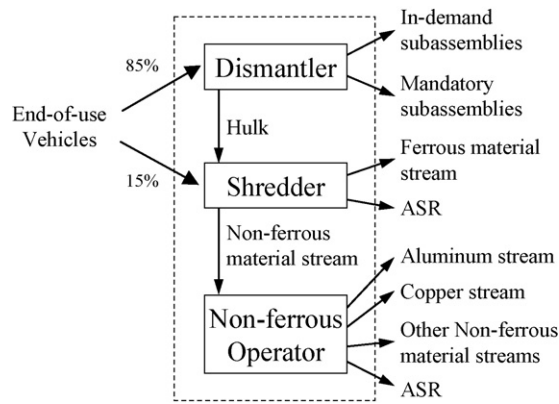 In-demand
subassemblies
85%
Dismantler
Mandatory
subassemblies
End-of-use
Vehicles
Hulk
Ferrous material
stream
15%
Shredder
ASR
Non-ferrous
material stream
Aluminum stream
Copper stream
Non-ferrous
Operator
Other Non-ferrous
material streams
ASR